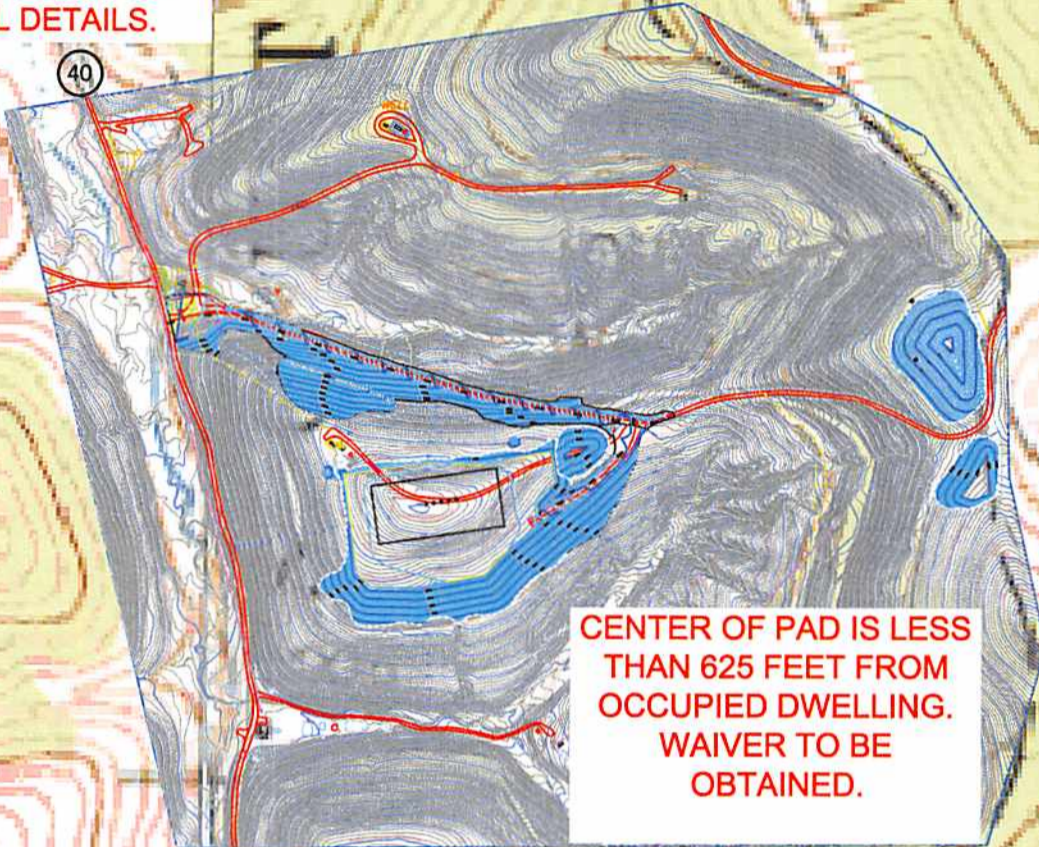 L DETAILS.
40
CENTER OF PAD IS LESS
THAN 625 FEET FROM
OCCUPIED DWELLING.
WAIVER TO BE
OBTAINED.